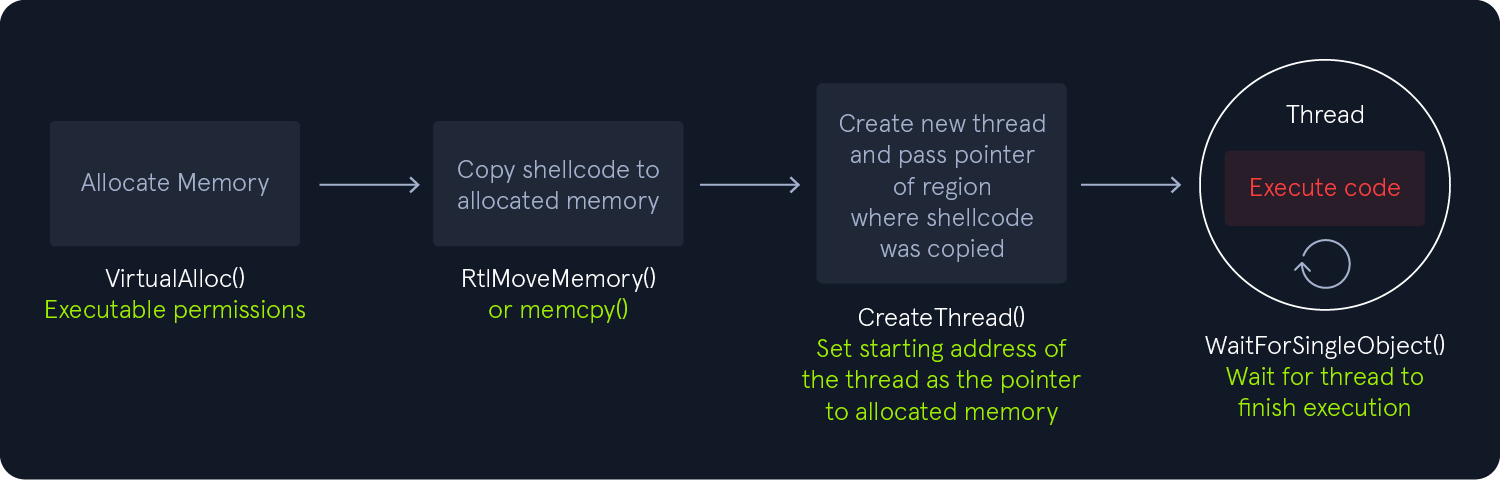 Allocate Memory
VirtualAlloc()
Executable permissions
Copy shellcode to
allocated memory
RtlMoveMemory()
or memcpy()
Create new thread
and pass pointer
of region
where shellcode
was copied
CreateThread()
Set starting address of
the thread as the pointer
to allocated memory
Thread
Execute code
WaitForSingleObject()
Wait for thread to
finish execution